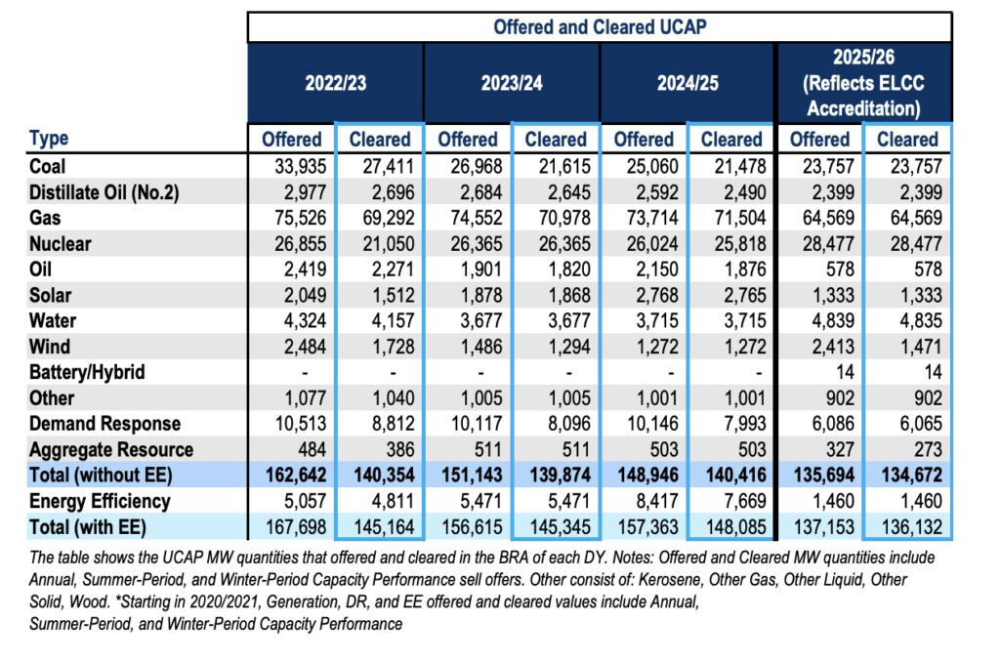 Offered and Cleared UCAP
2022/23 2023/24 2024/25 2025/26
(Reflects ELCC
Accreditation)
Type Offered Cleared Offered Cleared Offered Cleared Offered Cleared
Coal 33,935 27,411 26,968 21,615 25,060 21,478 23,757 23,757
Distillate Oil (No.2) 2,977 2,696 2,684 2,645 2,592 2,490 2,399 2,399
Gas 75,526 69,292 74,552 70,978 73,714 71,504 64,569 64,569
Nuclear 26,855 21,050 26,365 26,365 26,024 25,818 28,477 28,477
Oil 2,419 2,271 1,901 1,820 2,150 1,876 578 578
Solar 2,049 1,512 1,878 1,868 2,768 2,765 1,333 1,333
Water 4,324 4,157 3,677 3,677 3,715 3,715 4,839 4,835
Wind 2,484 1,728 1,486 1,294 1,272 1,272 2,413 1,471
Battery/Hybrid - - - - - - 14 14
Other 1,077 1,040 1,005 1,005 1,001 1,001 902 902
Demand Response 10,513 8,812 10,117 8,096 10,146 7,993 6,086 6,065
Aggregate Resource 484 386 511 511 503 503 327 273
Total (without EE) 162,642 140,354 151,143 139,874 148,946 140,416 135,694 134,672
Energy Efficiency 5,057 4,811 5,471 5,471 8,417 7,669 1,460 1,460
Total (with EE) 167,698 145,164 156,615 145,345 157,363 148,085 137,153 136,132
The table shows the UCAP MW quantities that offered and cleared in the BRA of each DY. Notes: Offered and Cleared MW quantities include
Annual, Summer-Period, and Winter-Period Capacity Performance sell offers. Other consist of: Kerosene, Other Gas, Other Liquid, Other
Solid, Wood. *Starting in 2020/2021, Generation, DR, and EE offered and cleared values include Annual,
Summer-Period, and Winter-Period Capacity Performance